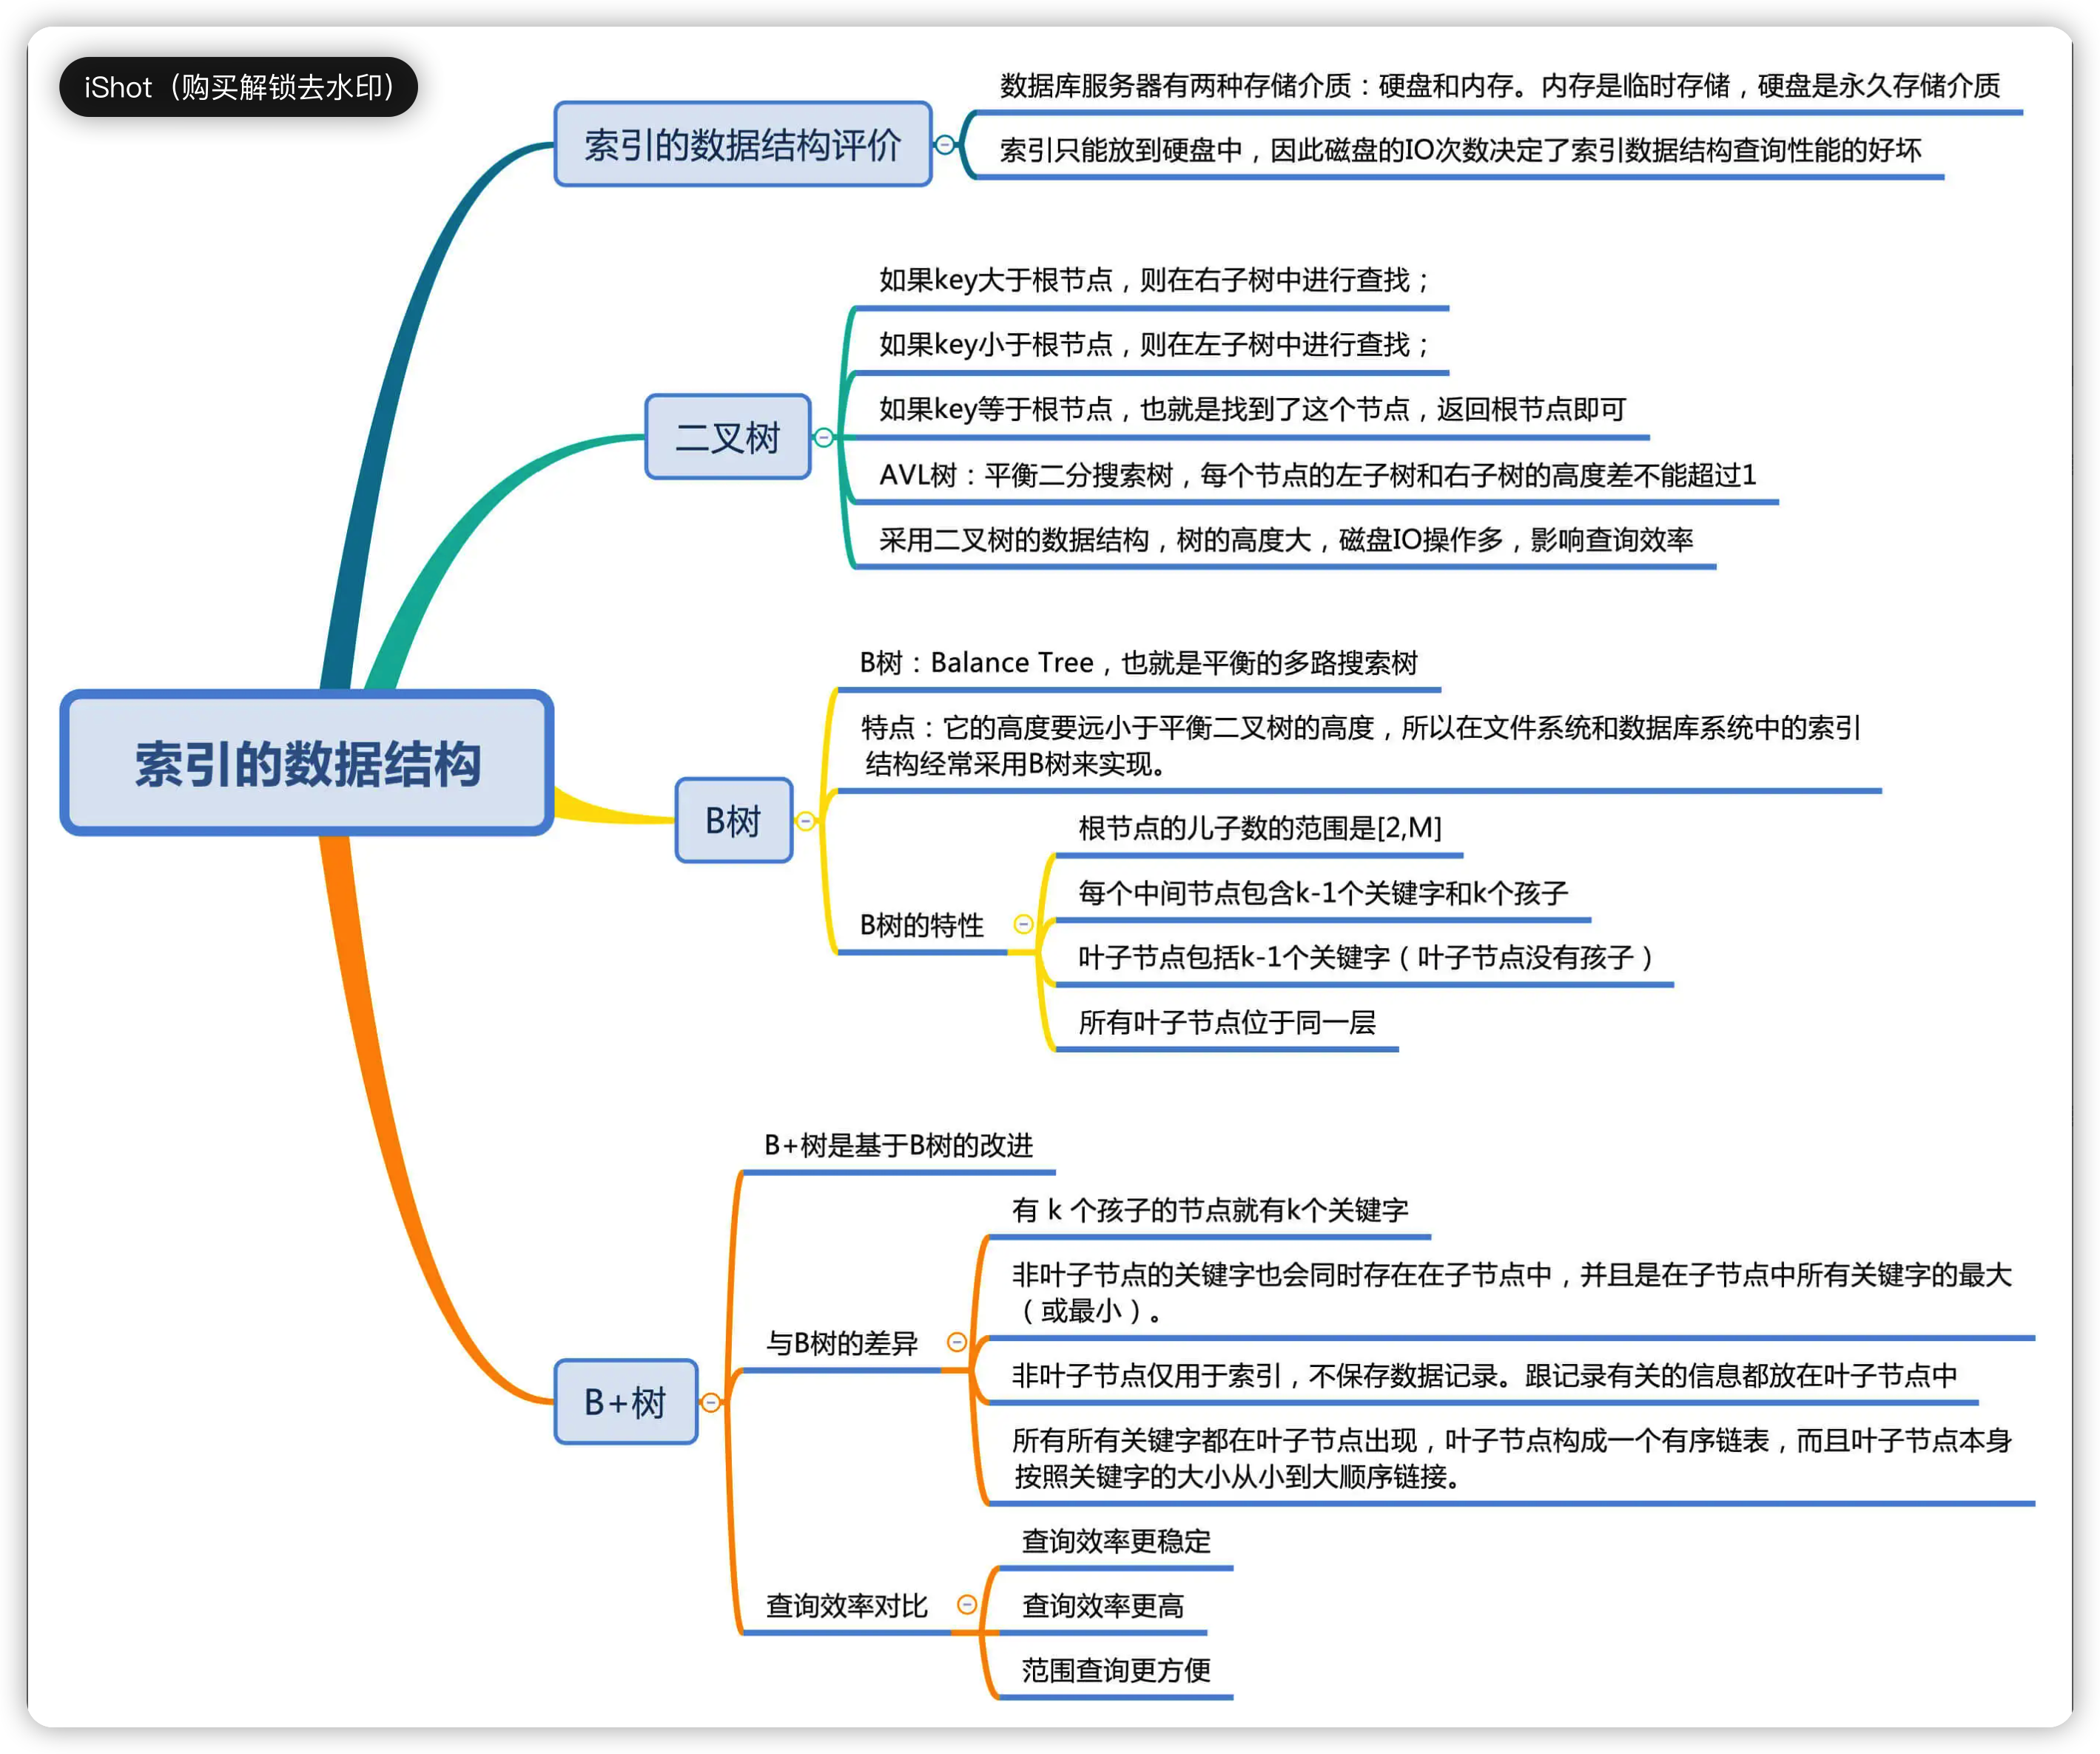 iShot（购买解锁去水印）
数据库服务器有两种存储介质：硬盘和内存。内存是临时存储，硬盘是永久存储介质
索引的数据结构评价
索引只能放到硬盘中，因此磁盘的IO次数决定了索引数据结构查询性能的好坏
如果key大于根节点，则在右子树中进行查找；
如果key小于根节点，则在左子树中进行查找；
如果key等于根节点，也就是找到了这个节点，返回根节点即可
二叉树
AVL树：平衡二分搜索树，每个节点的左子树和右子树的高度差不能超过1
采用二叉树的数据结构，树的高度大，磁盘IO操作多，影响查询效率
索引的数据结构
B树：Balance Tree，也就是平衡的多路搜索树
特点：它的高度要远小于平衡二叉树的高度，所以在文件系统和数据库系统中的索引
结构经常采用B树来实现。
B树
根节点的儿子数的范围是[2,M]
每个中间节点包含k-1个关键字和k个孩子
B树的特性
叶子节点包括k-1个关键字（叶子节点没有孩子）
所有叶子节点位于同一层
B+树是基于B树的改进
有 k 个孩子的节点就有k个关键字
非叶子节点的关键字也会同时存在在子节点中，并且是在子节点中所有关键字的最大
（或最小）。
与B树的差异
非叶子节点仅用于索引，不保存数据记录。跟记录有关的信息都放在叶子节点中
B+树
所有所有关键字都在叶子节点出现，叶子节点构成一个有序链表，而且叶子节点本身
按照关键字的大小从小到大顺序链接。
查询效率更稳定
查询效率对比
查询效率更高
范围查询更方便